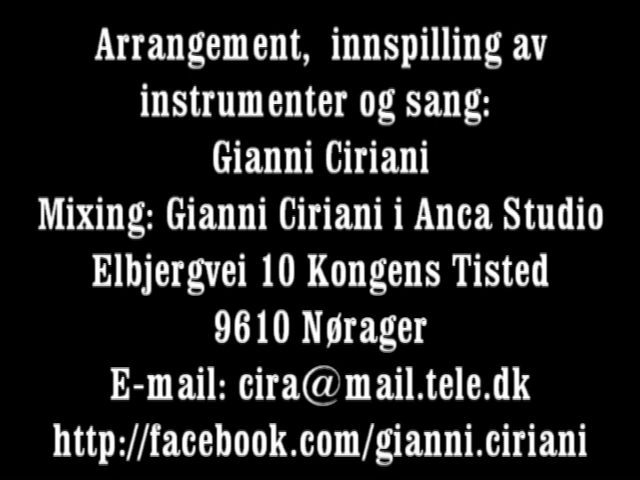 Arrangement, innspilling av
instrumenter og sang:
Gianni Ciriani
Mixing: Gianni Ciriani i Anca Studio
Elbjergvei 10 Kongens Tisted
9610 Nørager
E-mail: cira@mail.tele.dk
http://facebook.com/gianni.ciriani